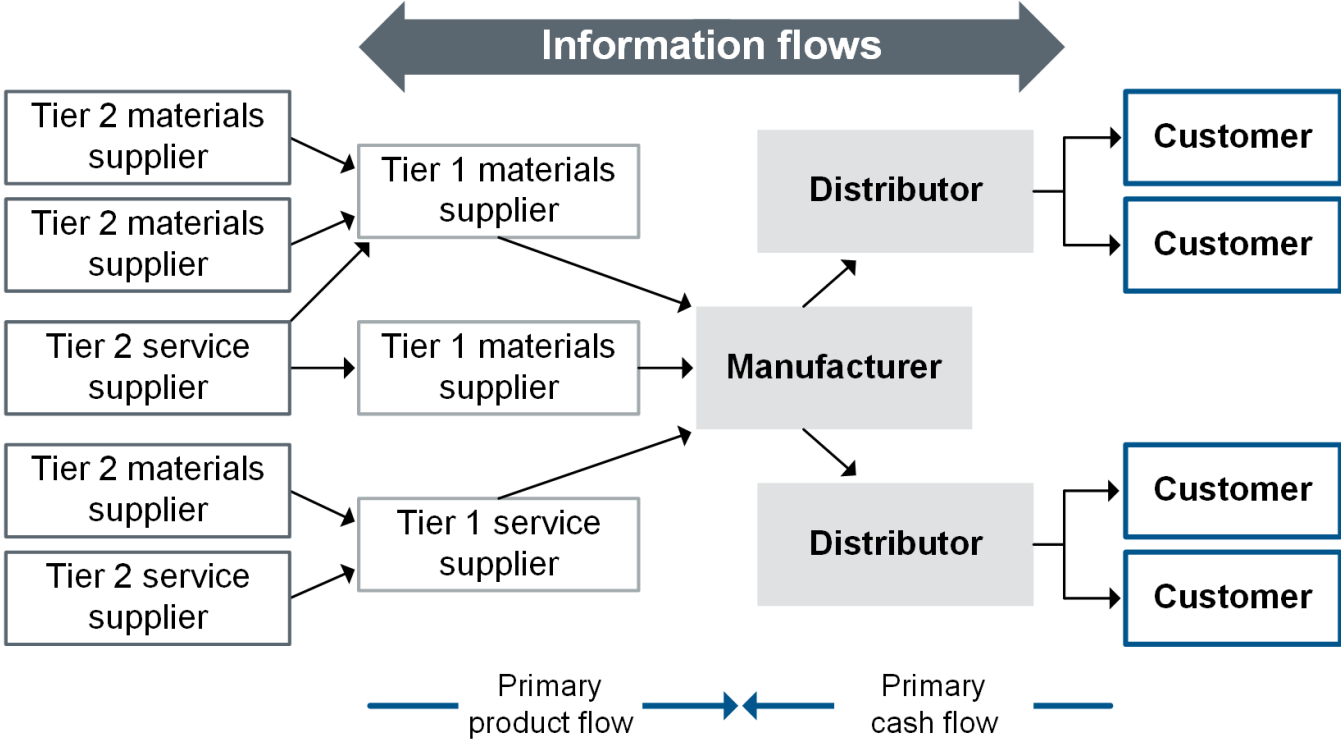 Information flows
Tier 2 materials
supplier
Tier 2 materials
supplier
Tier 2 service
supplier
Tier 2 materials
supplier
Tier 2 service
supplier
Tier 1 materials
supplier
Tier 1 materials
supplier
Tier 1 service
supplier
Manufacturer
Distributor
Distributor
Customer
Customer
Customer
Customer
Primary
product flow
Primary
cash flow